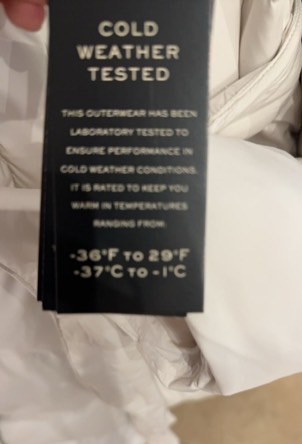 COLD
WEATHER
TESTED
THIS OUTERWEAR HAS BEEN
LABORATORY TESTED TO
ENSURE PERFORMANCE IN
COLD WEATHER CONDITIONS.
IT IS RATED TO KEEP YOU
WARM IN TEMPERATURES
RANGING FROM:
-36°F TO 29°F
-37°C TO -1°C